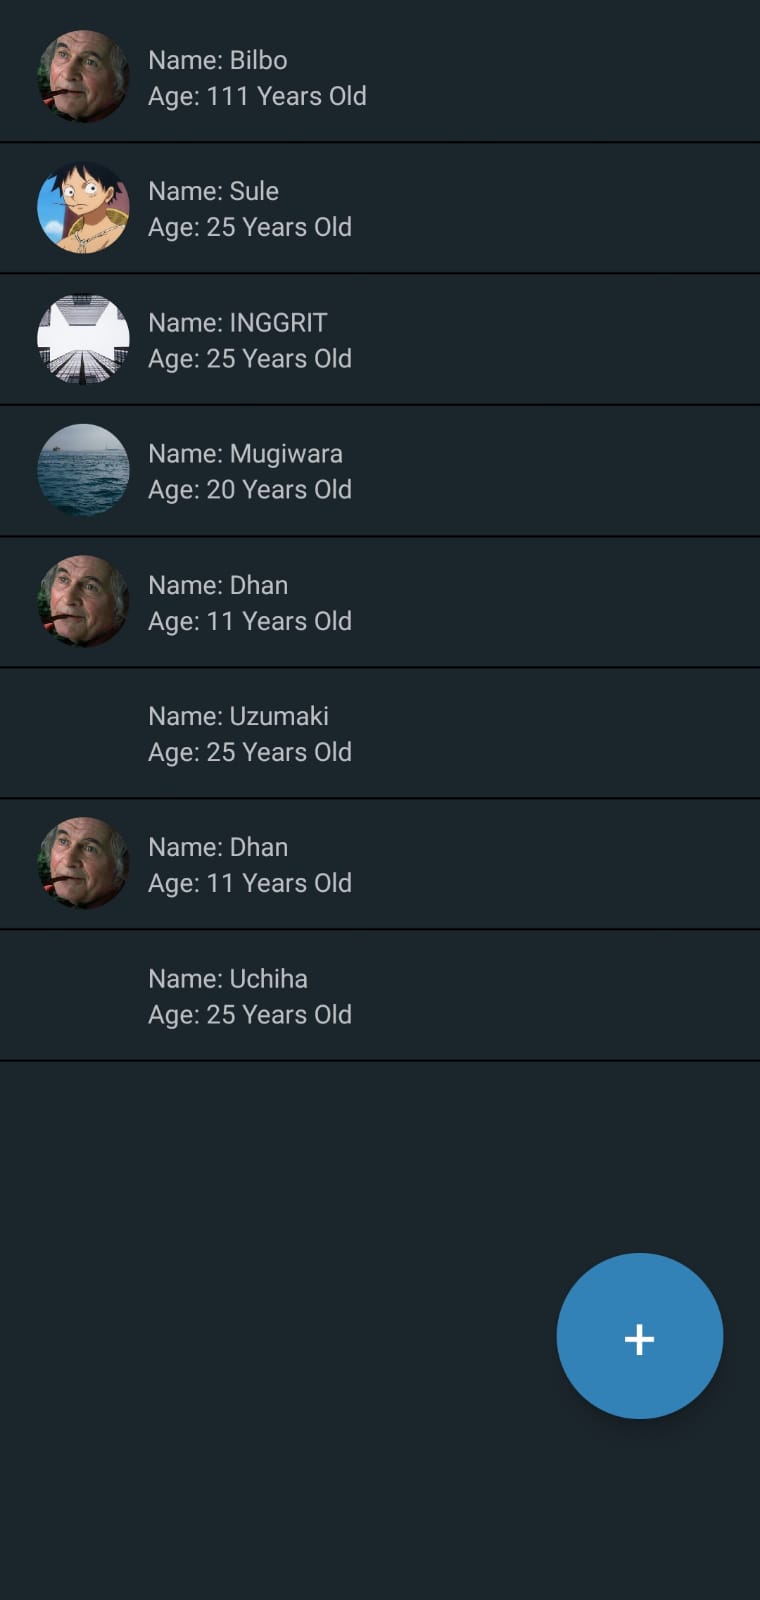 Name: Bilbo
Age: 111 Years Old
Name: Sule
Age: 25 Years Old
Name: INGGRIT
Age: 25 Years Old
Name: Mugiwara
Age: 20 Years Old
Name: Dhan
Age: 11 Years Old
Name: Uzumaki
Age: 25 Years Old
Name: Dhan
Age: 11 Years Old
Name: Uchiha
Age: 25 Years Old
+